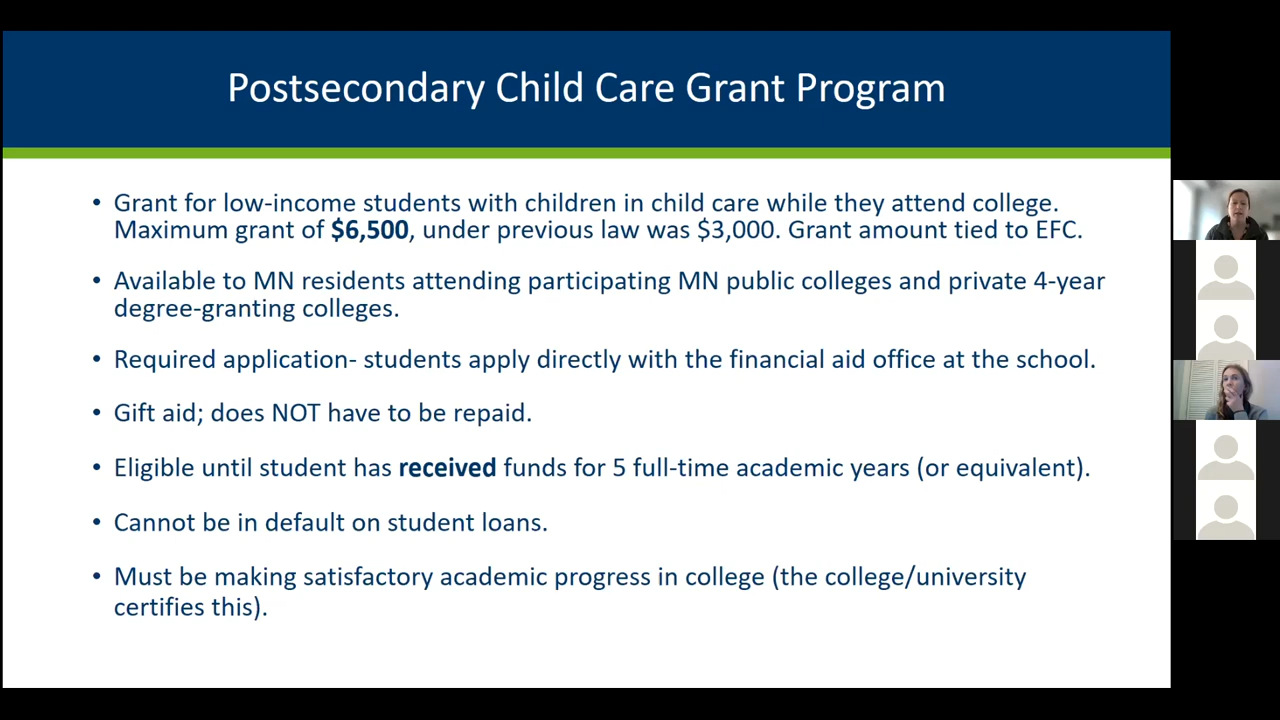 Postsecondary Child Care Grant Program
• Grant for low-income students with children in child care while they attend college.
Maximum grant of $6,500, under previous law was $3,000. Grant amount tied to EFC.
• Available to MN residents attending participating MN public colleges and private 4-year
degree-granting colleges.
• Required application- students apply directly with the financial aid office at the school.
• Gift aid; does NOT have to be repaid.
• Eligible until student has received funds for 5 full-time academic years (or equivalent).
• Cannot be in default on student loans.
• Must be making satisfactory academic progress in college (the college/university
certifies this).